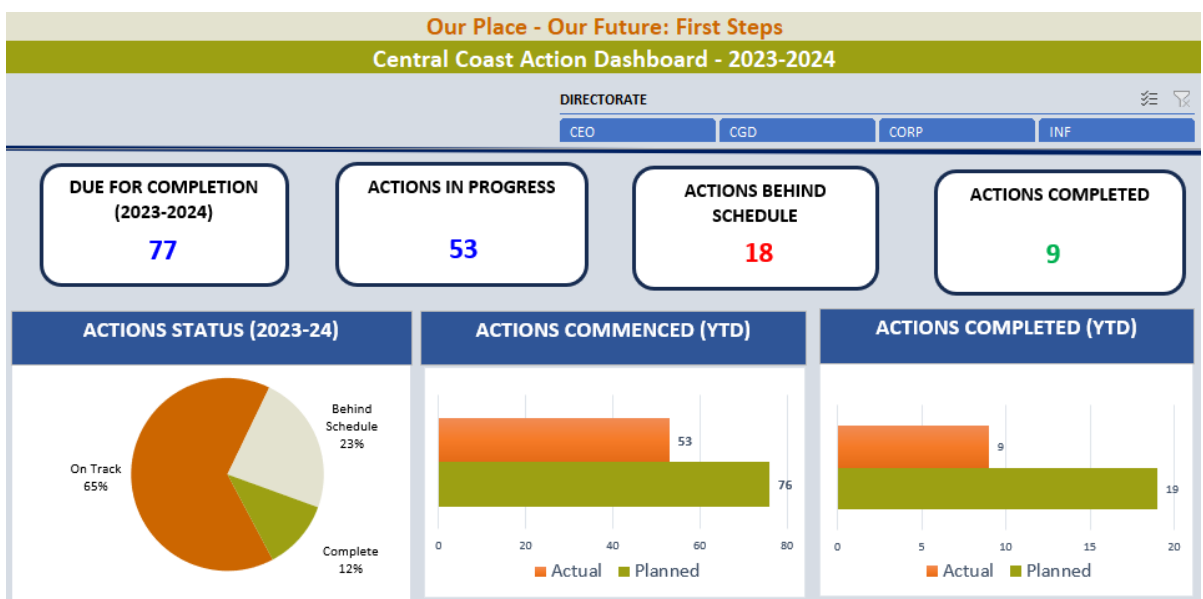 Our Place - Our Future: First Steps
Central Coast Action Dashboard - 2023-2024
DIRECTORATE
CEO
CGD
CORP
INF
DUE FOR COMPLETION
(2023-2024)
77
ACTIONS IN PROGRESS
53
ACTIONS BEHIND
SCHEDULE
18
ACTIONS COMPLETED
9
ACTIONS STATUS (2023-24)
Behind
Schedule
23%
On Track
65%
Complete
12%
ACTIONS COMMENCED (YTD)
53
76
0 20 40 60 80
Actual Planned
ACTIONS COMPLETED (YTD)
9
19
0 5 10 15 20
Actual Planned